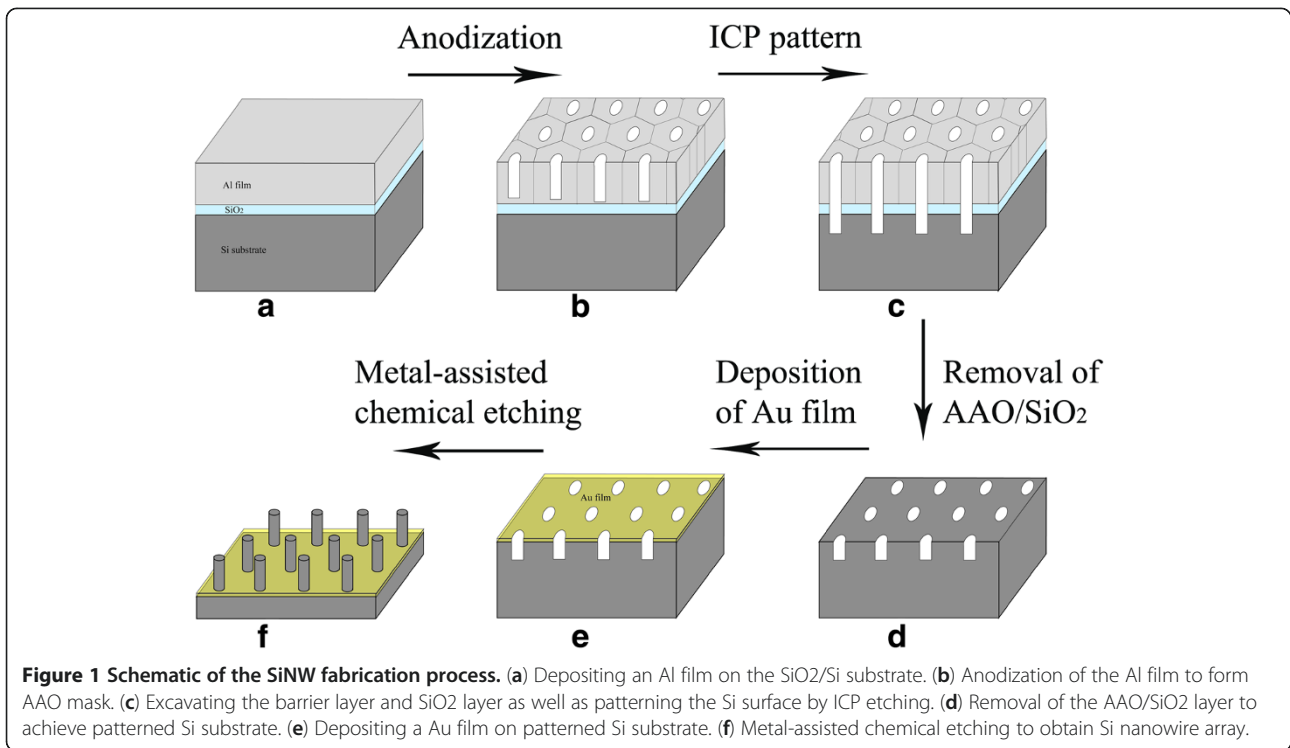 Anodization
ICP pattern
Al film
SiO2
Si substrate
a
b
c
Metal-assisted
chemical etching
Deposition
of Au film
Removal of
AAO/SiO2
Au film
f
e
d
Figure 1 Schematic of the SiNW fabrication process. (a) Depositing an Al film on the SiO2/Si substrate. (b) Anodization of the Al film to form
AAO mask. (c) Excavating the barrier layer and SiO2 layer as well as patterning the Si surface by ICP etching. (d) Removal of the AAO/SiO2 layer to
achieve patterned Si substrate. (e) Depositing a Au film on patterned Si substrate. (f) Metal-assisted chemical etching to obtain Si nanowire array.